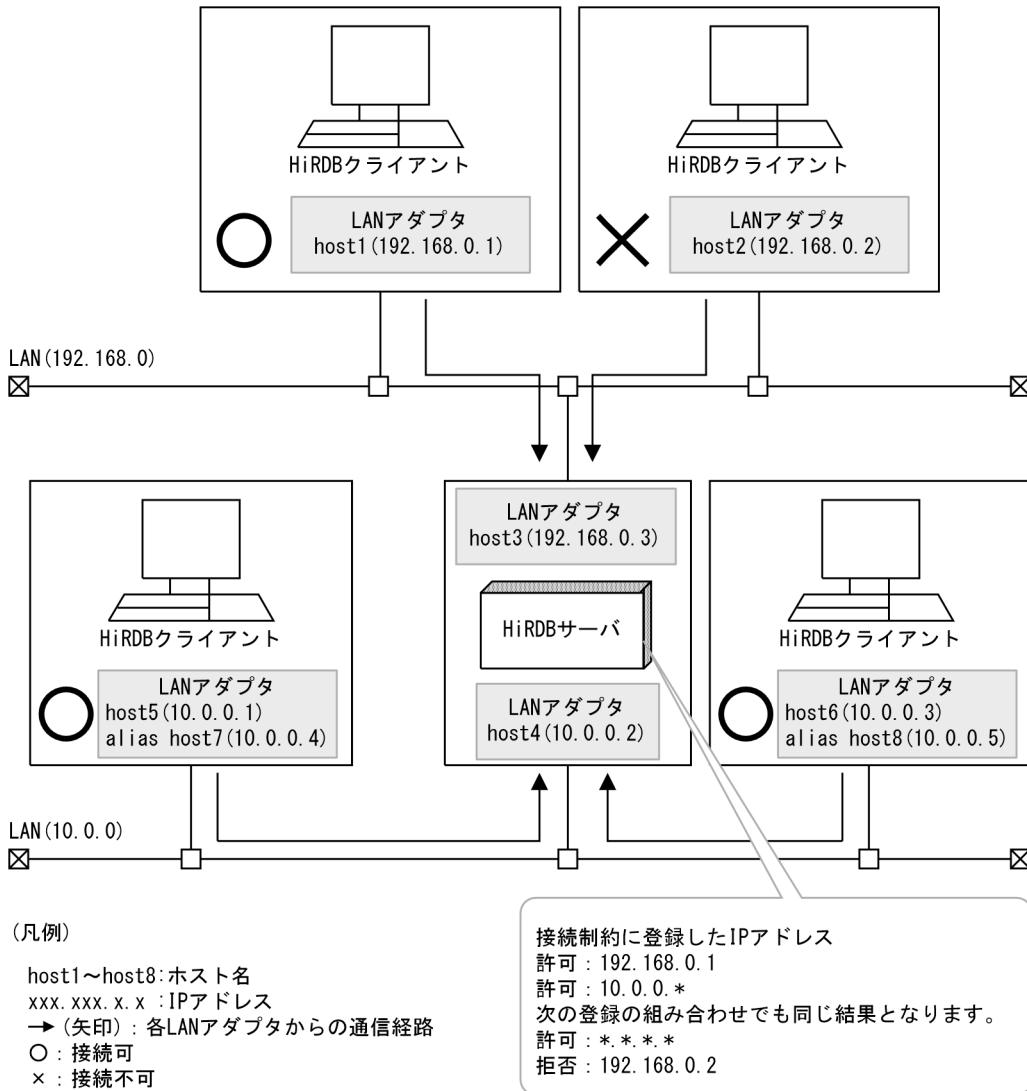 HiRDBクライアント
HiRDBクライアント
LANアダプタ
host1(192.168.0.1)
LANアダプタ
host2(192.168.0.2)
LAN(192.168.0)
LANアダプタ
host3(192.168.0.3)
HiRDBサーバ
LANアダプタ
host4(10.0.0.2)
HiRDBクライアント
LANアダプタ
host5(10.0.0.1)
alias host7(10.0.0.4)
HiRDBクライアント
LANアダプタ
host6(10.0.0.3)
alias host8(10.0.0.5)
LAN(10.0.0)
(凡例)
host1~host8:ホスト名
xxx.xxx.x.x :IPアドレス
→(矢印):各LANアダプタからの通信経路
○:接続可
×:接続不可
接続制約に登録したIPアドレス
許可:192.168.0.1
許可:10.0.0.*
次の登録の組み合わせでも同じ結果となります。
許可:*.*.*.*
拒否:192.168.0.2